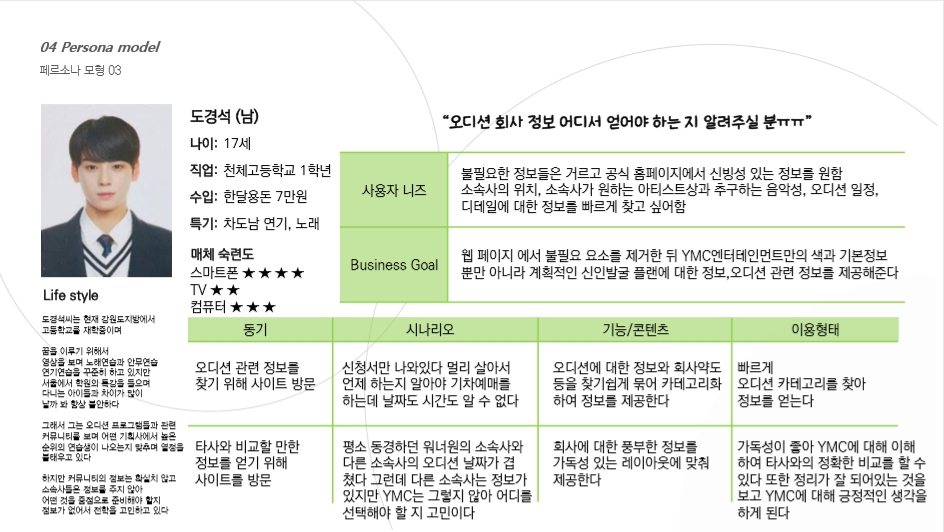 04 Persona model
페르소나 모형 03
도경석 (남)
나이: 17세
직업: 천체고등학교 1학년
수입: 한달용돈 7만원
특기: 차도남 연기, 노래
매체 숙련도
스마트폰 ★ ★ ★ ★
TV ★ ★
컴퓨터 ★ ★ ★
“오디션 회사 정보 어디서 얻어야 하는 지 알려주실 분ㅠㅠ”
사용자 니즈
불필요한 정보들은 거르고 공식 홈페이지에서 신빙성 있는 정보를 원함
소속사의 위치, 소속사가 원하는 아티스트상과 추구하는 음악성, 오디션 일정,
디테일에 대한 정보를 빠르게 찾고 싶어함
Business Goal
웹 페이지 에서 불필요 요소를 제거한 뒤 YMC엔터테인먼트만의 색과 기본정보
뿐만 아니라 계획적인 신인발굴 플랜에 대한 정보,오디션 관련 정보를 제공해준다
Life style
도경석씨는 현재 강원도지방에서
고등학교를 재학중이며
꿈을 이루기 위해서
영상을 보며 노래연습과 안무연습
연기연습을 꾸준히 하고 있지만
서울에서 학원의 특강을 들으며
다니는 아이들과 차이가 많이
날까 봐 항상 불안하다
그래서 그는 오디션 프로그램들과 관련
커뮤니티를 보며 어떤 기획사에서 높은
순위의 연습생이 나오는지 맞추며 열정을
불태우고 있다
하지만 커뮤니티의 정보는 확실치 않고
소속사들은 정보를 주지 않아
어떤 것을 중점으로 준비해야 할지
정보가 없어서 전학을 고민하고 있다
동기
시나리오
기능/콘텐츠
이용형태
오디션 관련 정보를
찾기 위해 사이트 방문
신청서만 나와있다 멀리 살아서
언제 하는지 알아야 기차예매를
하는데 날짜도 시간도 알 수 없다
오디션에 대한 정보와 회사약도
등을 찾기쉽게 묶어 카테고리화
하여 정보를 제공한다
빠르게
오디션 카테고리를 찾아
정보를 얻는다
타사와 비교할 만한
정보를 얻기 위해
사이트를 방문
평소 동경하던 워너원의 소속사와
다른 소속사의 오디션 날짜가 겹
쳤다 그런데 다른 소속사는 정보가
있지만 YMC는 그렇지 않아 어디를
선택해야 할 지 고민이다
회사에 대한 풍부한 정보를
가독성 있는 레이아웃에 맞춰
제공한다
가독성이 좋아 YMC에 대해 이해
하여 타사와의 정확한 비교를 할 수
있다 또한 정리가 잘 되어있는 것을
보고 YMC에 대해 긍정적인 생각을
하게 된다